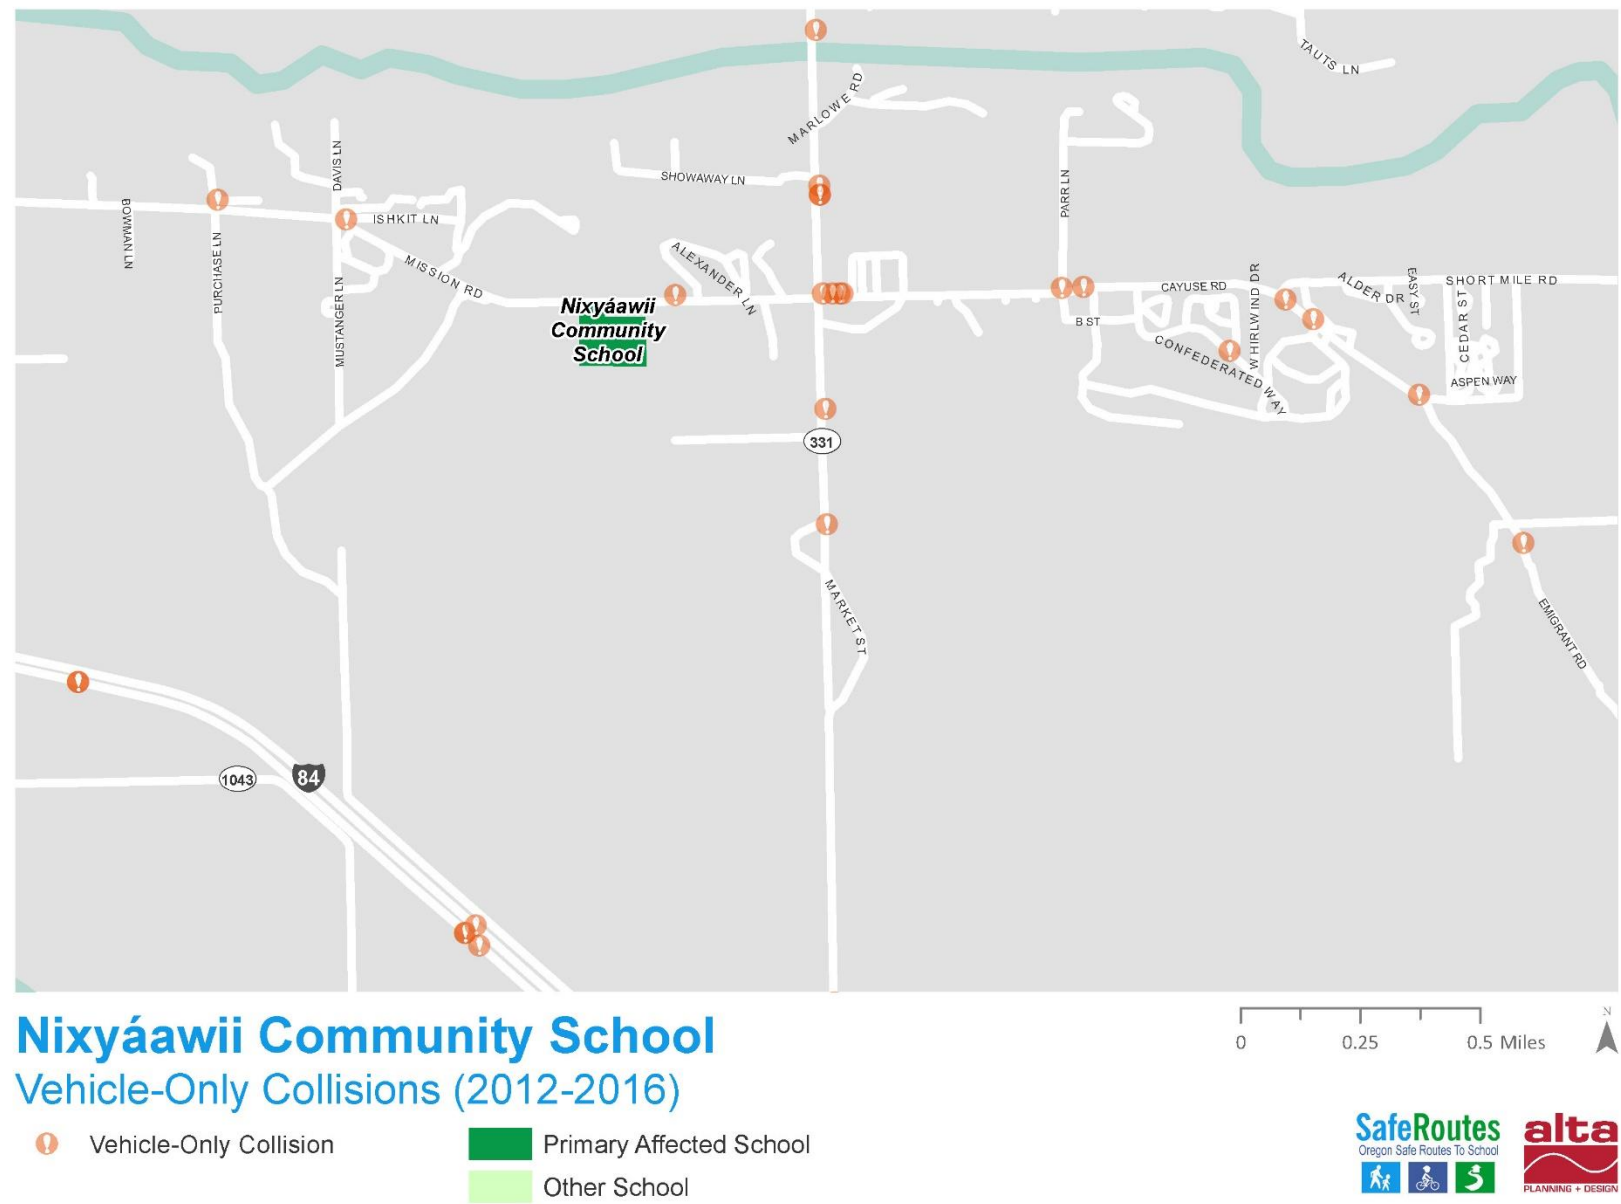 TAUTS LN
MARLOWE RD
DAVIS LN
SHOWAWAY LN
PARR LN
BOWMAN LN
PURCHASE LN
ISHKIT LN
MISSION RD
MUSTANGER LN
ALEXANDER LN
Nixyáawii
Community
School
CAYUSE RD
B ST
WHIRLWIND DR
CONFEDERATED WAY
ALDER DR
EASY ST
SHORT MILE RD
CEDAR ST
ASPEN WAY
331
MARKET ST
EMIGRANT RD
1043
84
Nixyáawii Community School
Vehicle-Only Collisions (2012-2016)
Vehicle-Only Collision
Primary Affected School
Other School
0 0.25 0.5 Miles
N
SafeRoutes
Oregon Safe Routes To School
alta
PLANNING + DESIGN